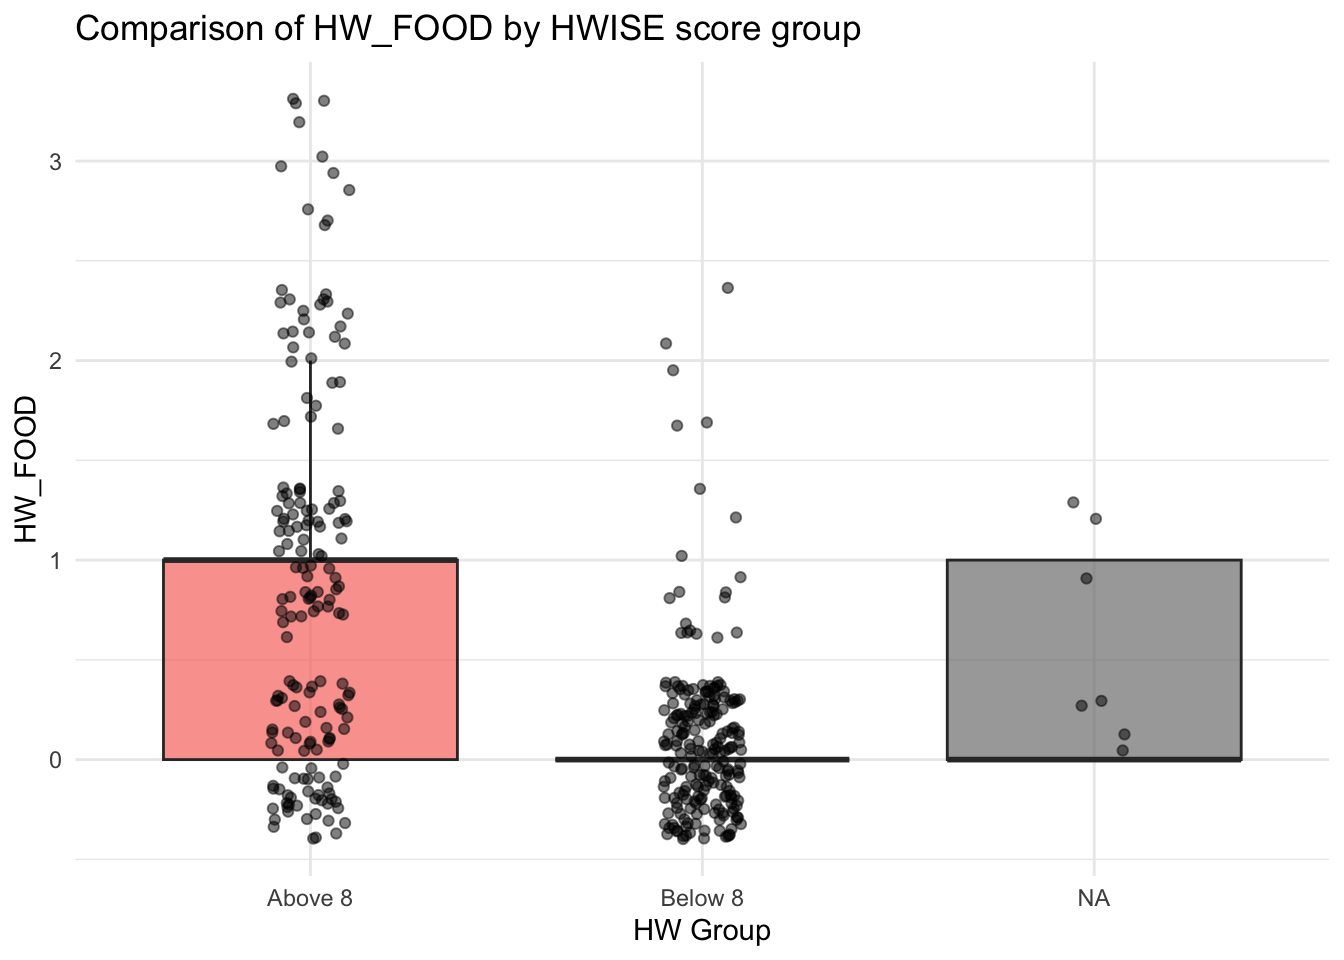 Comparison of HW_FOOD by HWISE score group
3
2
1
0
HW_FOOD
Above 8
Below 8
NA
HW Group